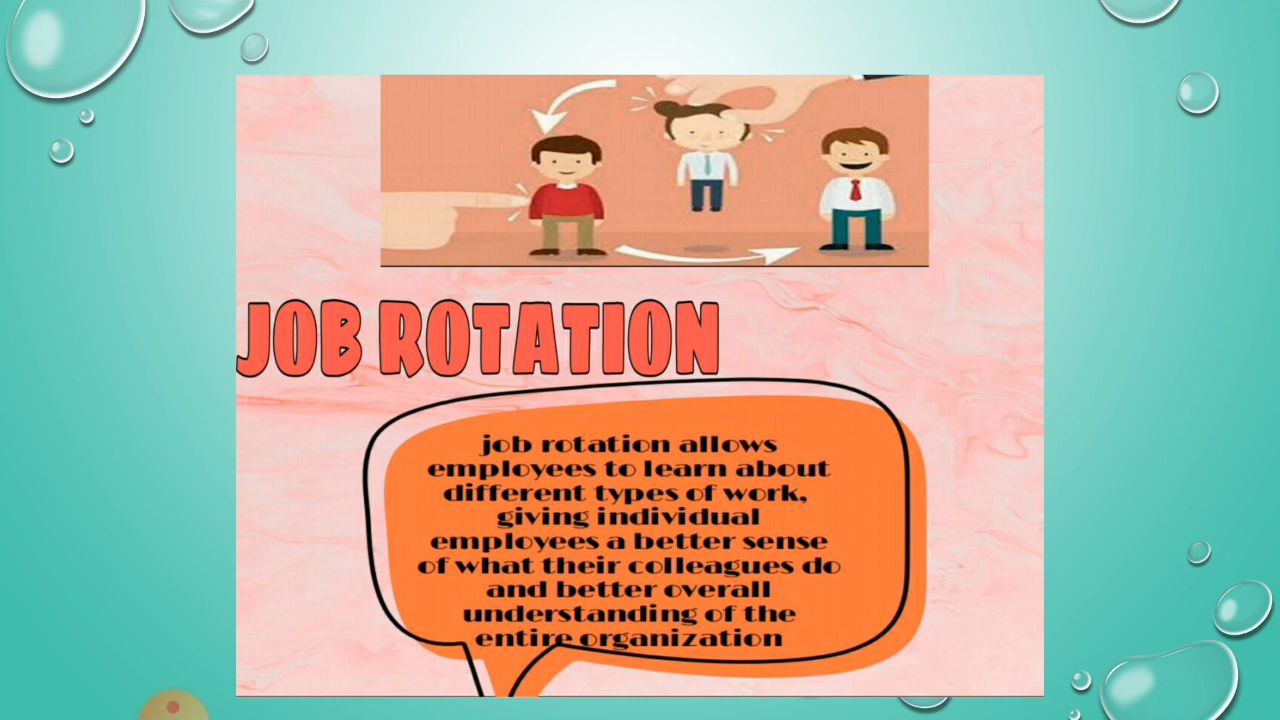 JOB ROTATION
job rotation allows
employees to learn about
different types of work,
giving individual
employees a better sense
of what their colleagues do
and better overall
understanding of the
entire organization